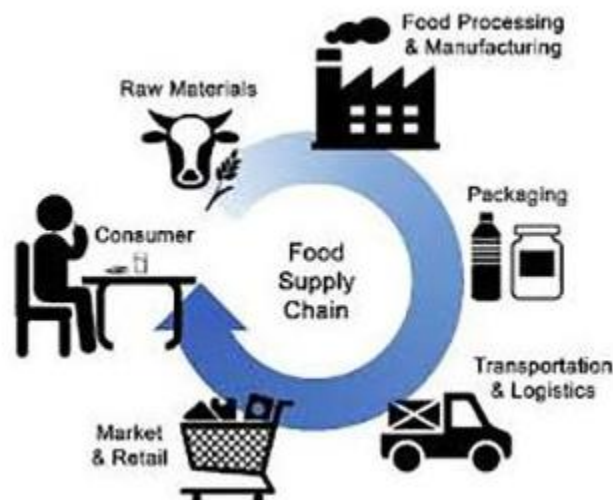 Food Processing
& Manufacturing
Raw Materials
Packaging
Consumer
Food
Supply
Chain
Transportation
& Logistics
Market
& Retail